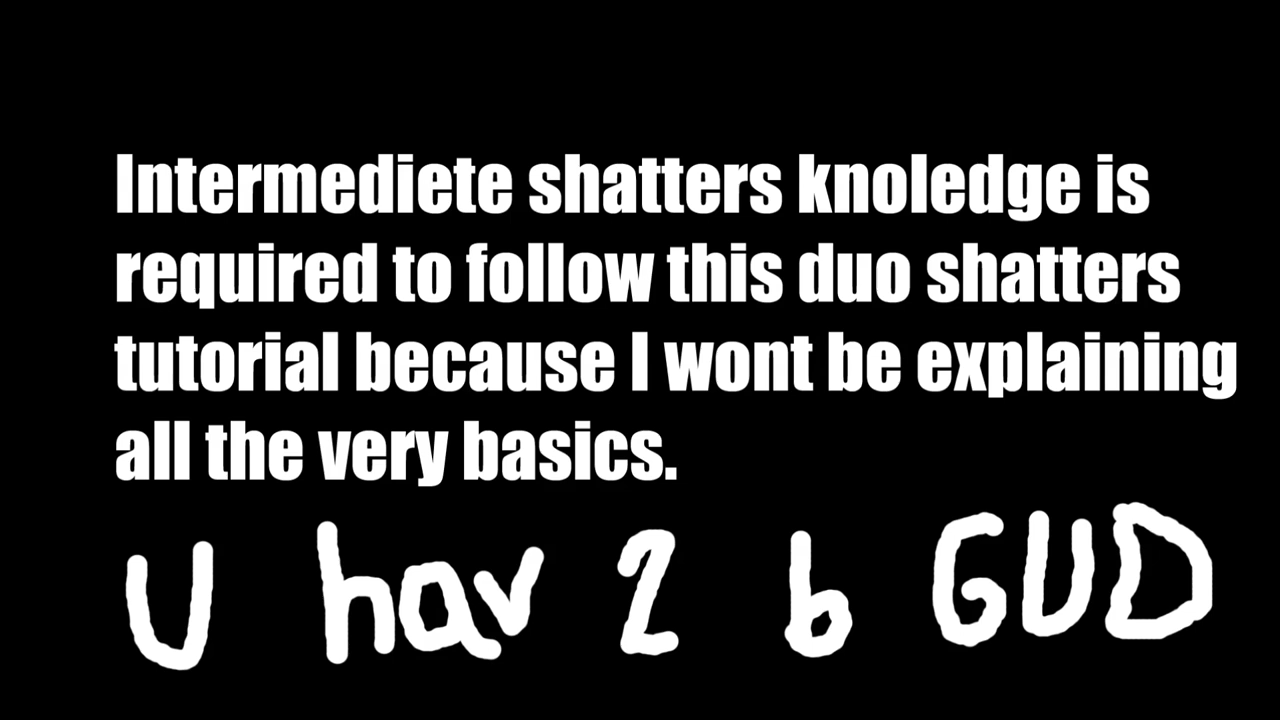 Intermediete shatters knoledge is
required to follow this duo shatters
tutorial because I wont be explaining
all the very basics.
U hav 2 b GUD